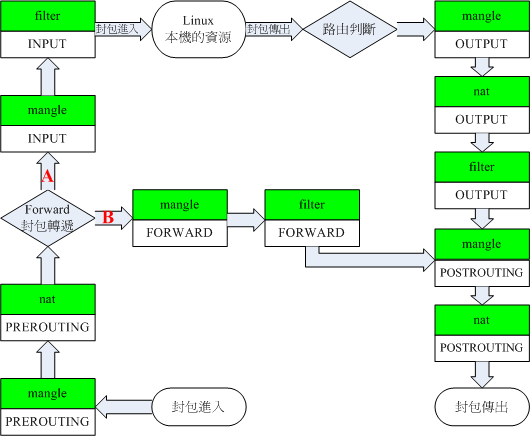 filter
INPUT
封包進入
Linux
本機的資源
封包傳出
路由判斷
mangle
OUTPUT
mangle
INPUT
nat
OUTPUT
A
filter
OUTPUT
Forward
封包轉遞
B
mangle
FORWARD
filter
FORWARD
mangle
POSTROUTING
nat
PREROUTING
nat
POSTROUTING
mangle
PREROUTING
封包進入
封包傳出